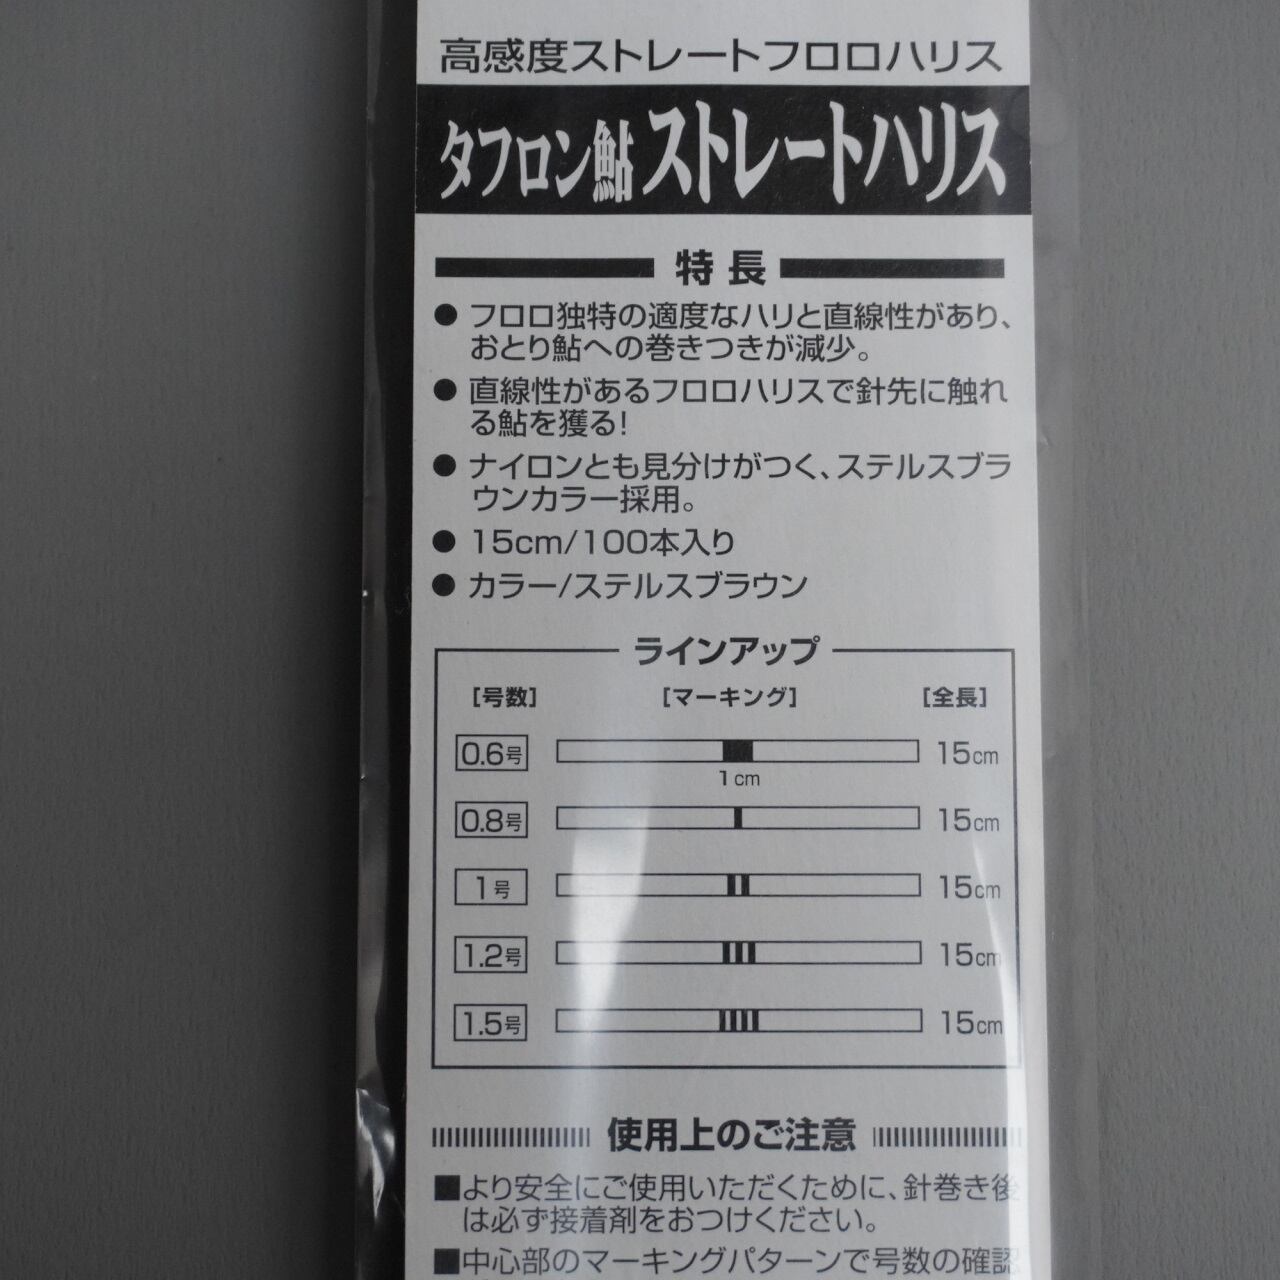 高感度ストレートフロロハリス
タフロン鮎ストレートハリス
特長
● フロロ独特の適度なハリと直線性があり、
おとり鮎への巻きつきが減少。
● 直線性があるフロロハリスで針先に触れ
る鮎を獲る!
● ナイロンとも見分けがつく、ステルスブラ
ウンカラー採用。
● 15cm/100本入り
● カラー/ステルスブラウン
ラインアップ
[号数] [マーキング] [全長]
0.6号 15cm
1cm
0.8号 15cm
1号 15cm
1.2号 15cm
1.5号 15cm
使用上のご注意
■より安全にご使用いただくために、針巻き後
は必ず接着剤をおつけください。
■中心部のマーキングパターンで号数の確認